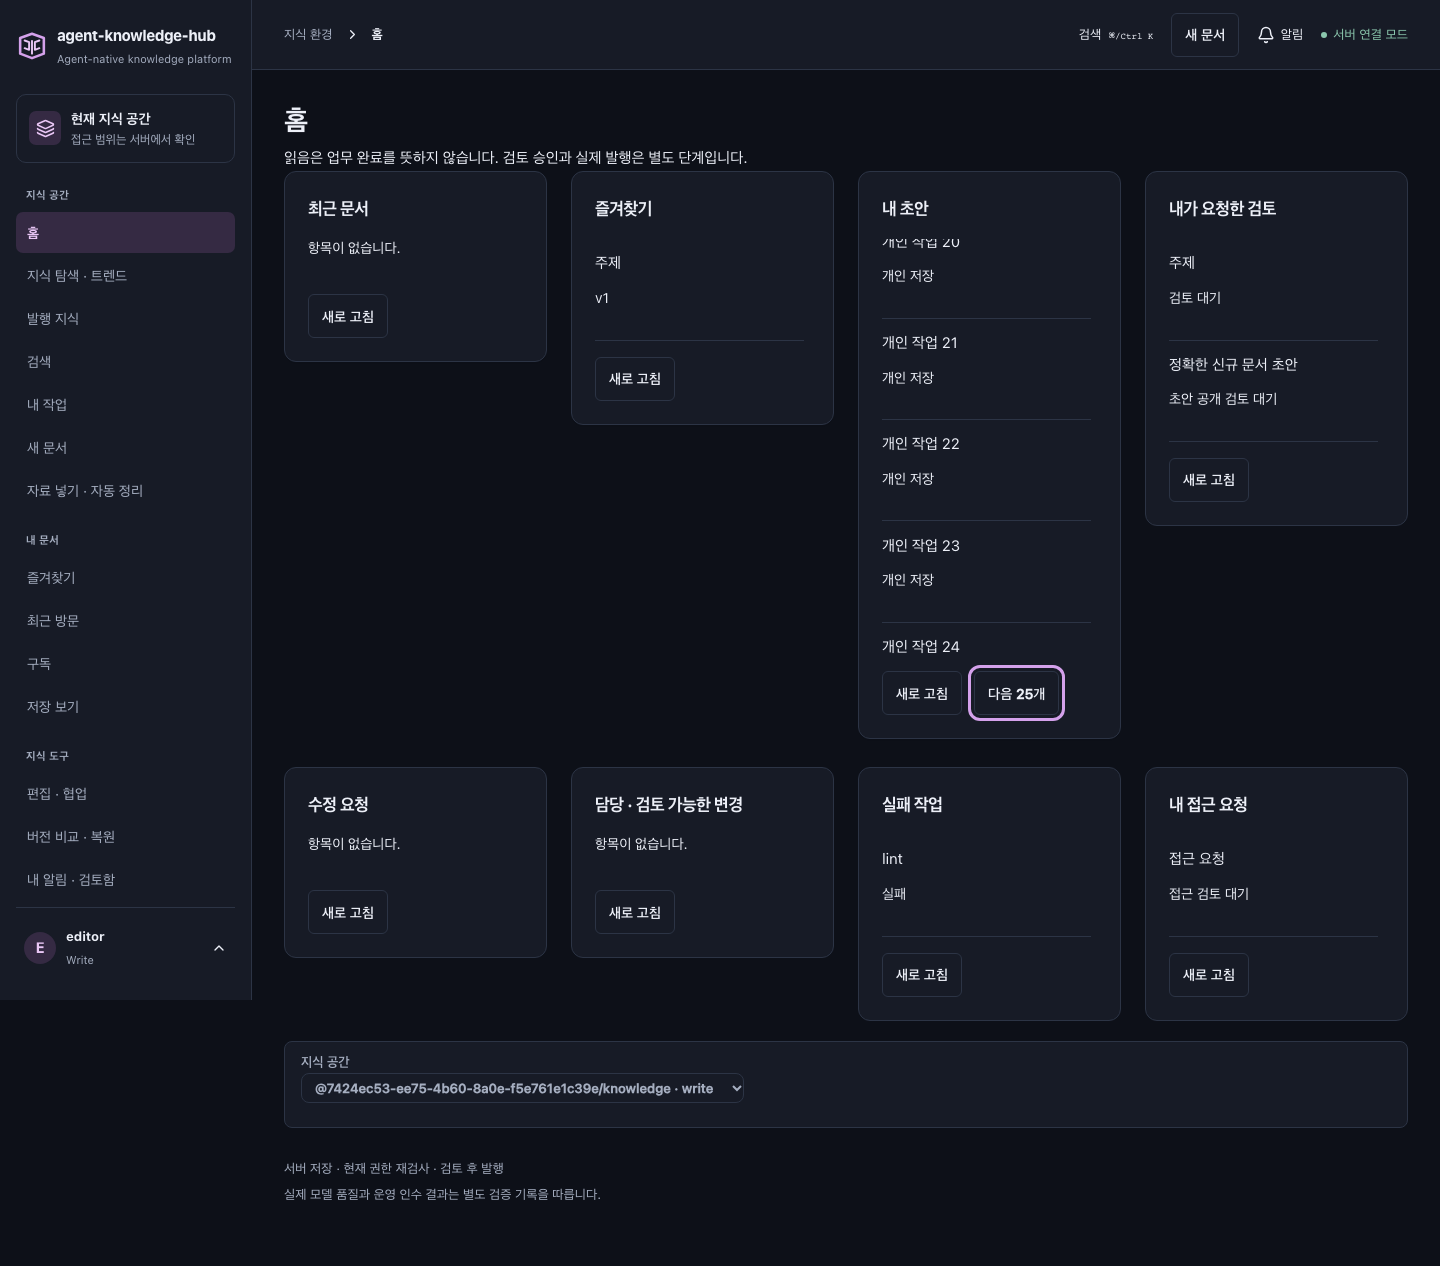 agent-knowledge-hub
Agent-native knowledge platform
현재 지식 공간
접근 범위는 서버에서 확인
지식 공간
홈
지식 탐색 · 트렌드
발행 지식
검색
내 작업
새 문서
자료 넣기 · 자동 정리
내 문서
즐겨찾기
최근 방문
구독
저장 보기
지식 도구
편집 · 협업
버전 비교 · 복원
내 알림 · 검토함
E
editor
Write
지식 환경
홈
검색 ⌘/Ctrl K
새 문서
알림
서버 연결 모드
홈
읽음은 업무 완료를 뜻하지 않습니다. 검토 승인과 실제 발행은 별도 단계입니다.
최근 문서
항목이 없습니다.
새로 고침
즐겨찾기
주제
v1
새로 고침
내 초안
개인 작업 20
개인 저장
개인 작업 21
개인 저장
개인 작업 22
개인 저장
개인 작업 23
개인 저장
개인 작업 24
새로 고침
다음 25개
내가 요청한 검토
주제
검토 대기
정확한 신규 문서 초안
초안 공개 검토 대기
새로 고침
수정 요청
항목이 없습니다.
새로 고침
담당 · 검토 가능한 변경
항목이 없습니다.
새로 고침
실패 작업
lint
실패
새로 고침
내 접근 요청
접근 요청
접근 검토 대기
새로 고침
지식 공간
@7424ec53-ee75-4b60-8a0e-f5e761e1c39e/knowledge · write
서버 저장 · 현재 권한 재검사 · 검토 후 발행
실제 모델 품질과 운영 인수 결과는 별도 검증 기록을 따릅니다.